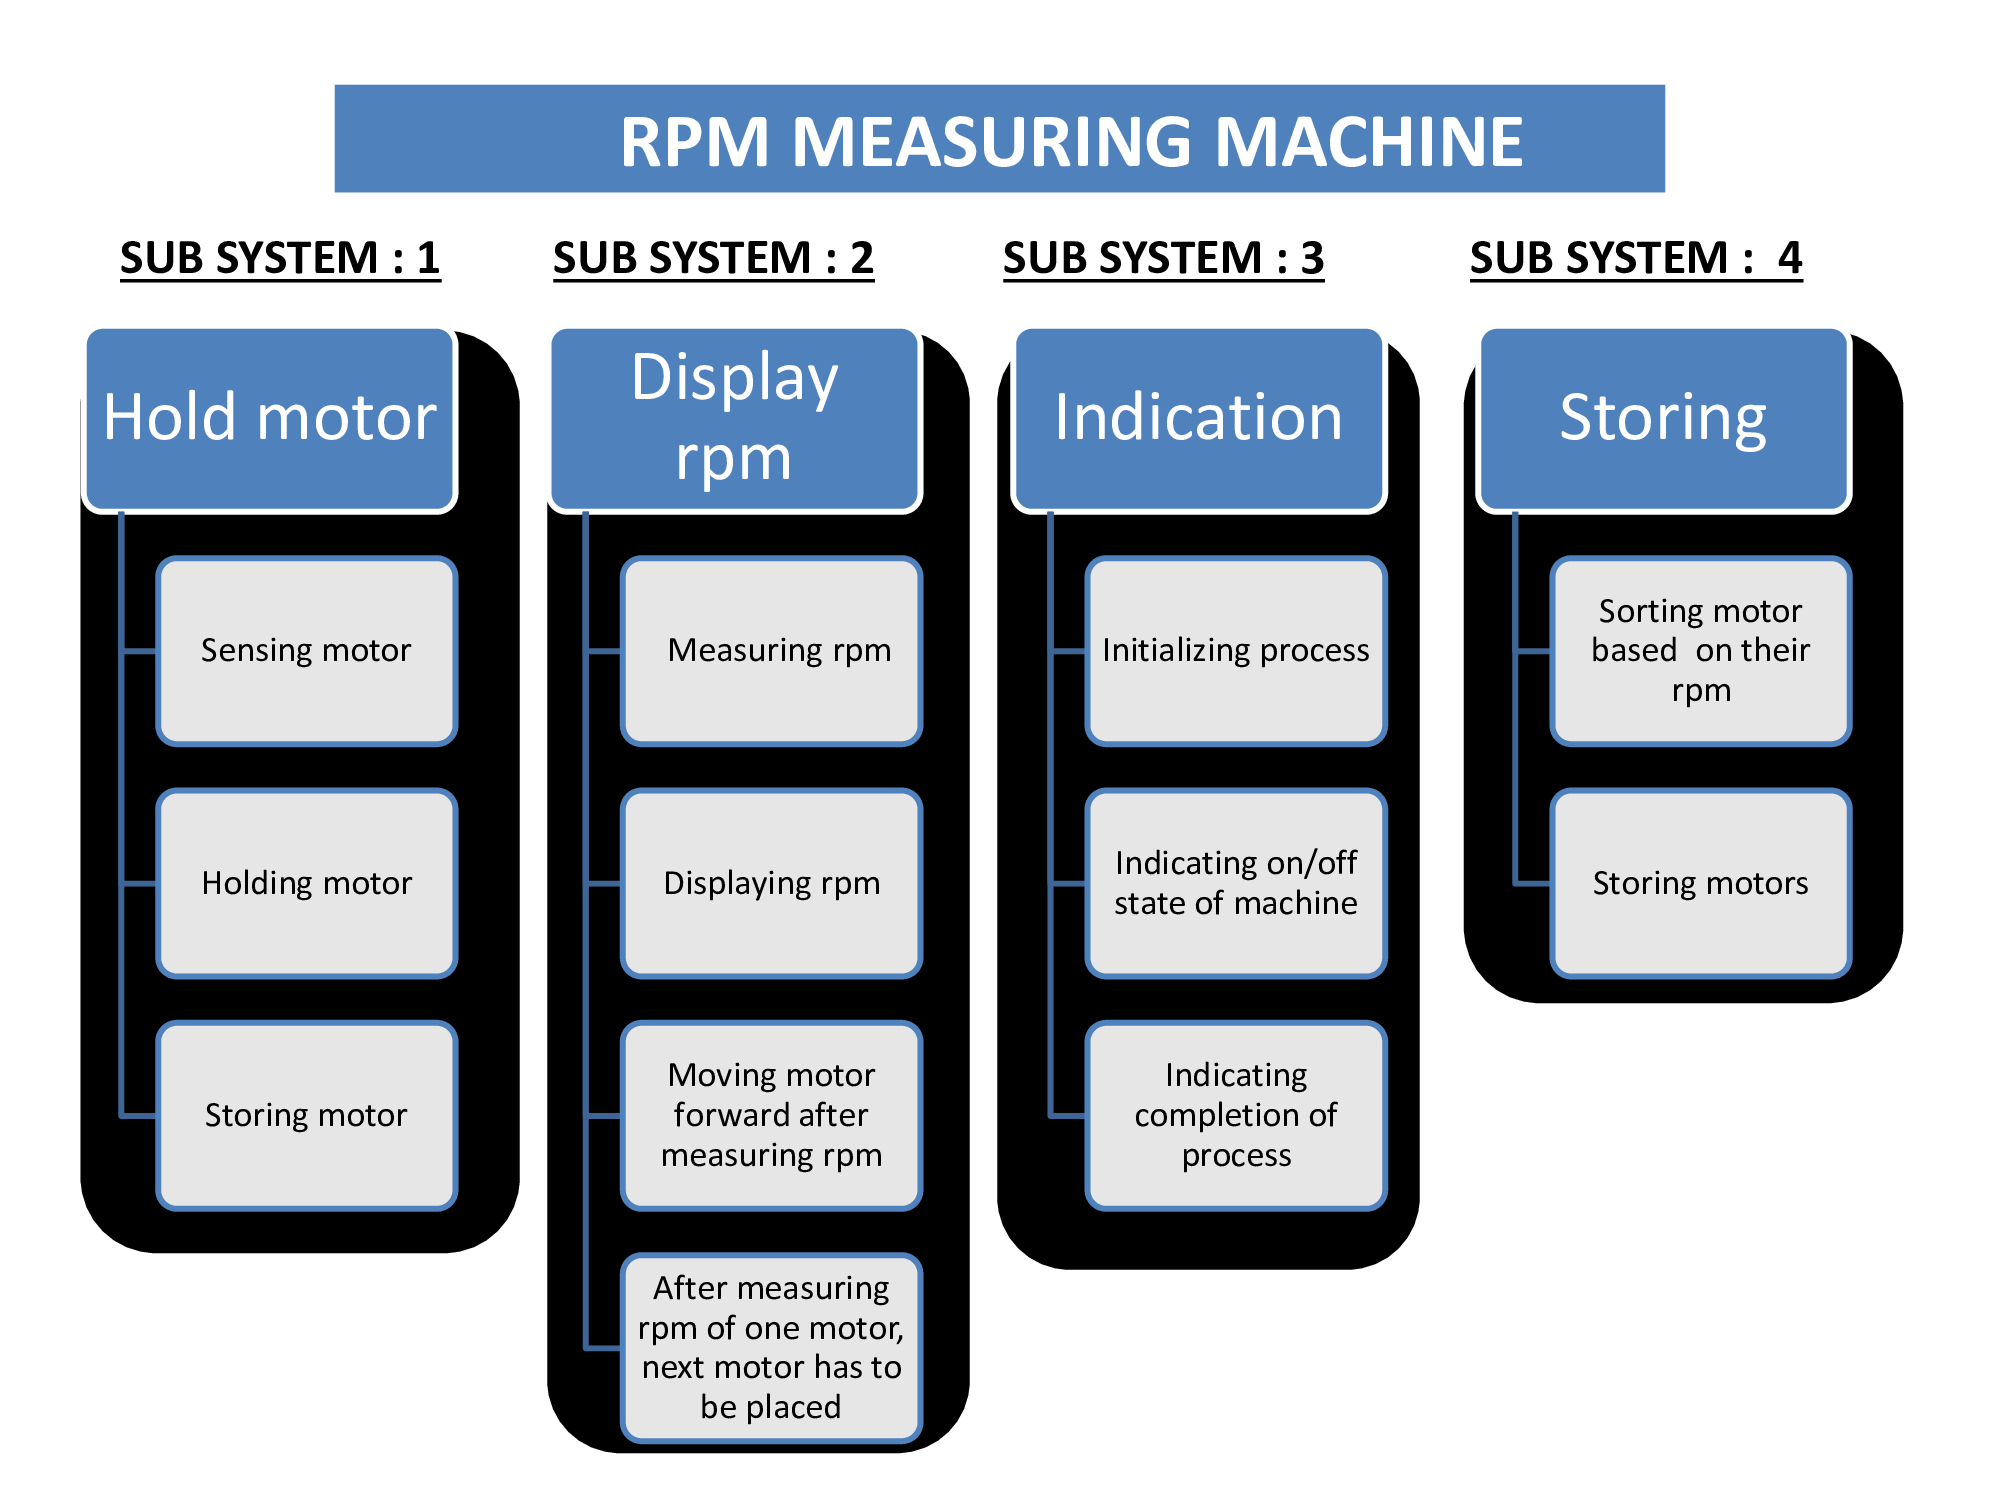 RPM MEASURING MACHINE
SUB SYSTEM : 1
Hold motor
Sensing motor
Holding motor
Storing motor
SUB SYSTEM : 2
Display
rpm
Measuring rpm
Displaying rpm
Moving motor
forward after
measuring rpm
After measuring
rpm of one motor,
next motor has to
be placed
SUB SYSTEM : 3
Indication
Initializing process
Indicating on/off
state of machine
Indicating
completion of
process
SUB SYSTEM :  4
Storing
Sorting motor
based  on their
rpm
Storing motors